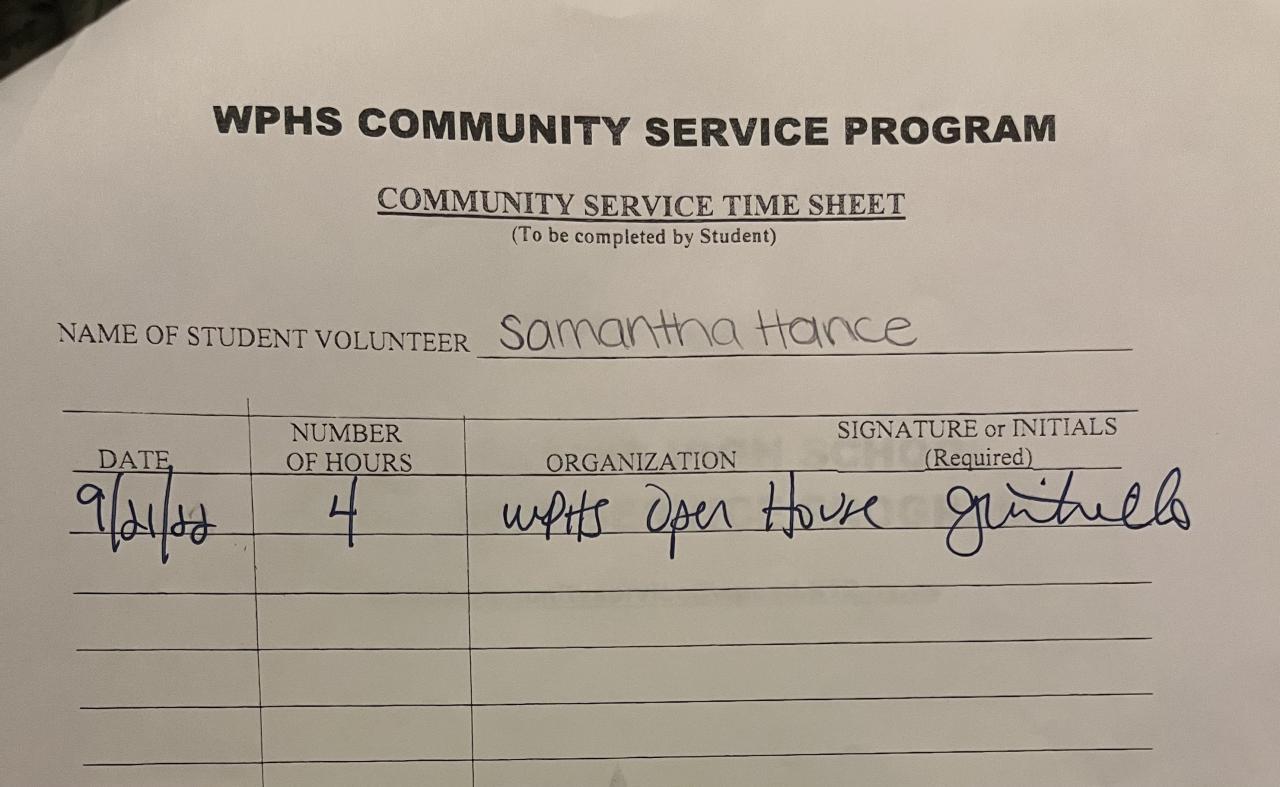 WPHS COMMUNITY SERVICE PROGRAM
COMMUNITY SERVICE TIME SHEET
(To be completed by Student)
NAME OF STUDENT VOLUNTEER Samantha Hance
DATE NUMBER OF HOURS ORGANIZATION SIGNATURE or INITIALS (Required)
9/21/22 4 WPHS Open House